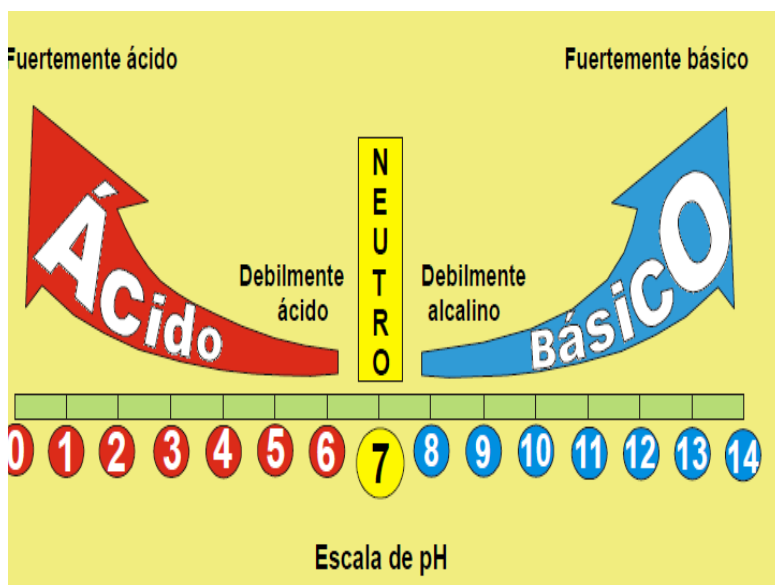 Fuertemente ácido
Fuertemente básico
NEUTRO
Ácido
Debilmente
ácido
Debilmente
alcalino
BásicO
0 1 2 3 4 5 6 7 8 9 10 11 12 13 14
Escala de pH